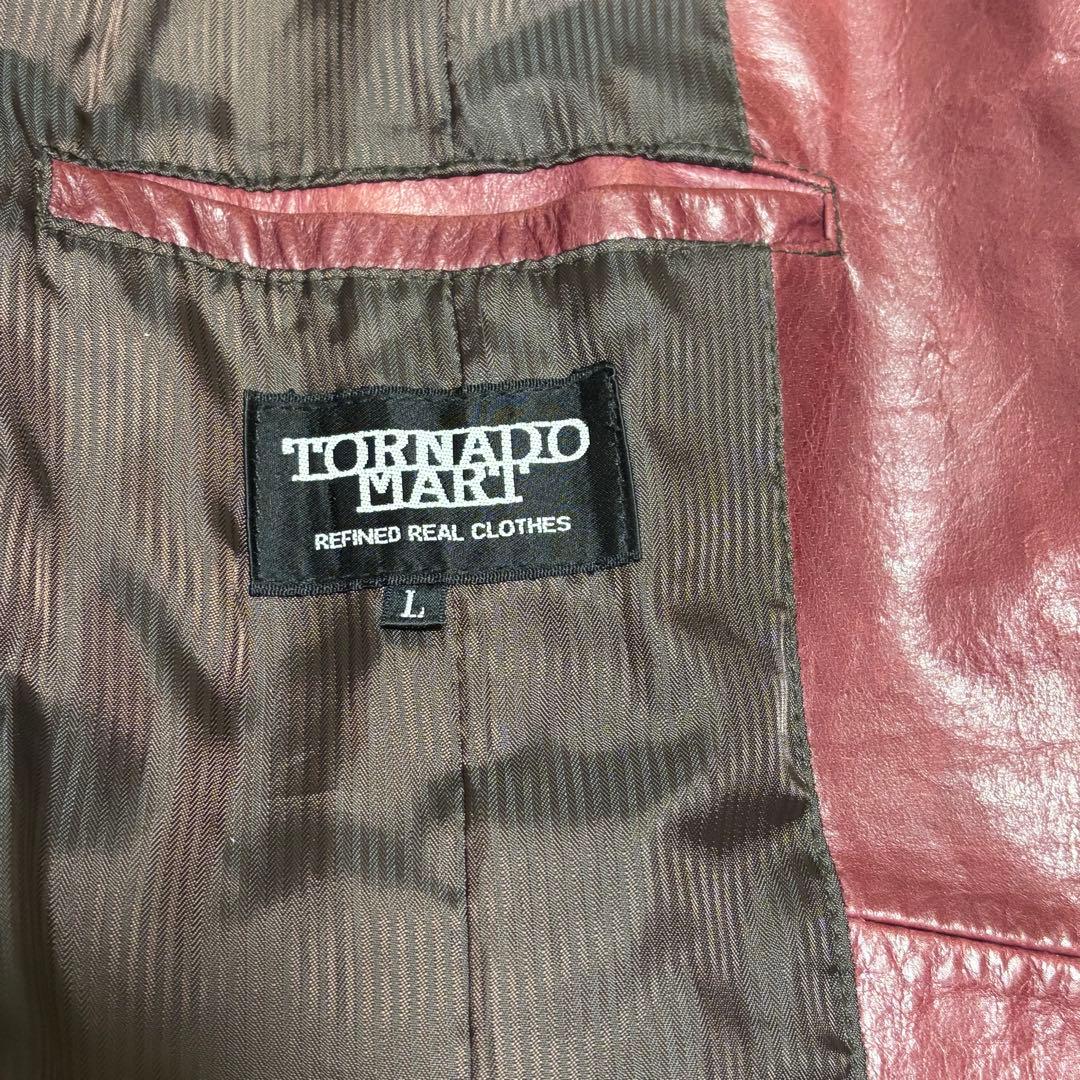 TORNADO
MART
REFINED REAL CLOTHES
L